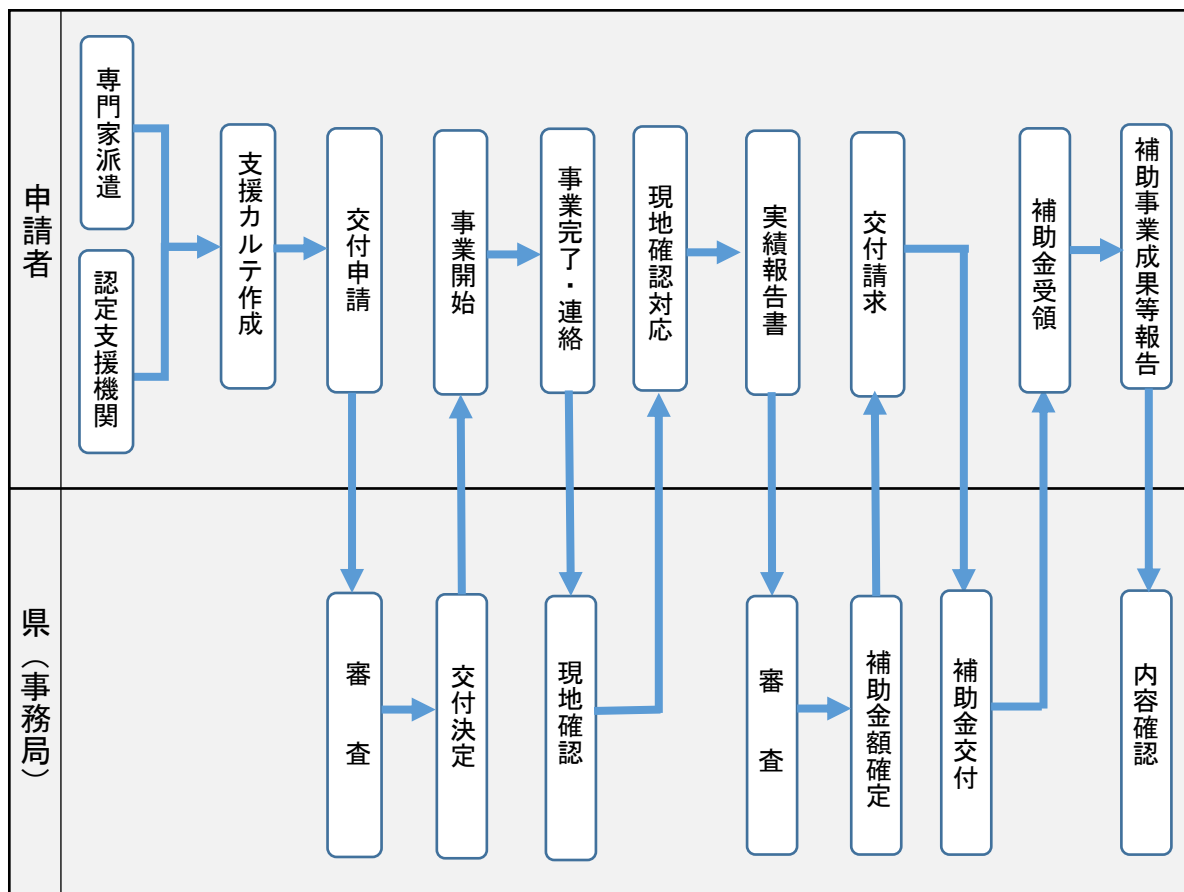 申請者
専門家派遣
認定支援機関
支援カルテ作成
交付申請
事業開始
事業完了・連絡
現地確認対応
実績報告書
交付請求
補助金受領
補助事業成果等報告
県（事務局）
審査
交付決定
現地確認
審査
補助金額確定
補助金交付
内容確認